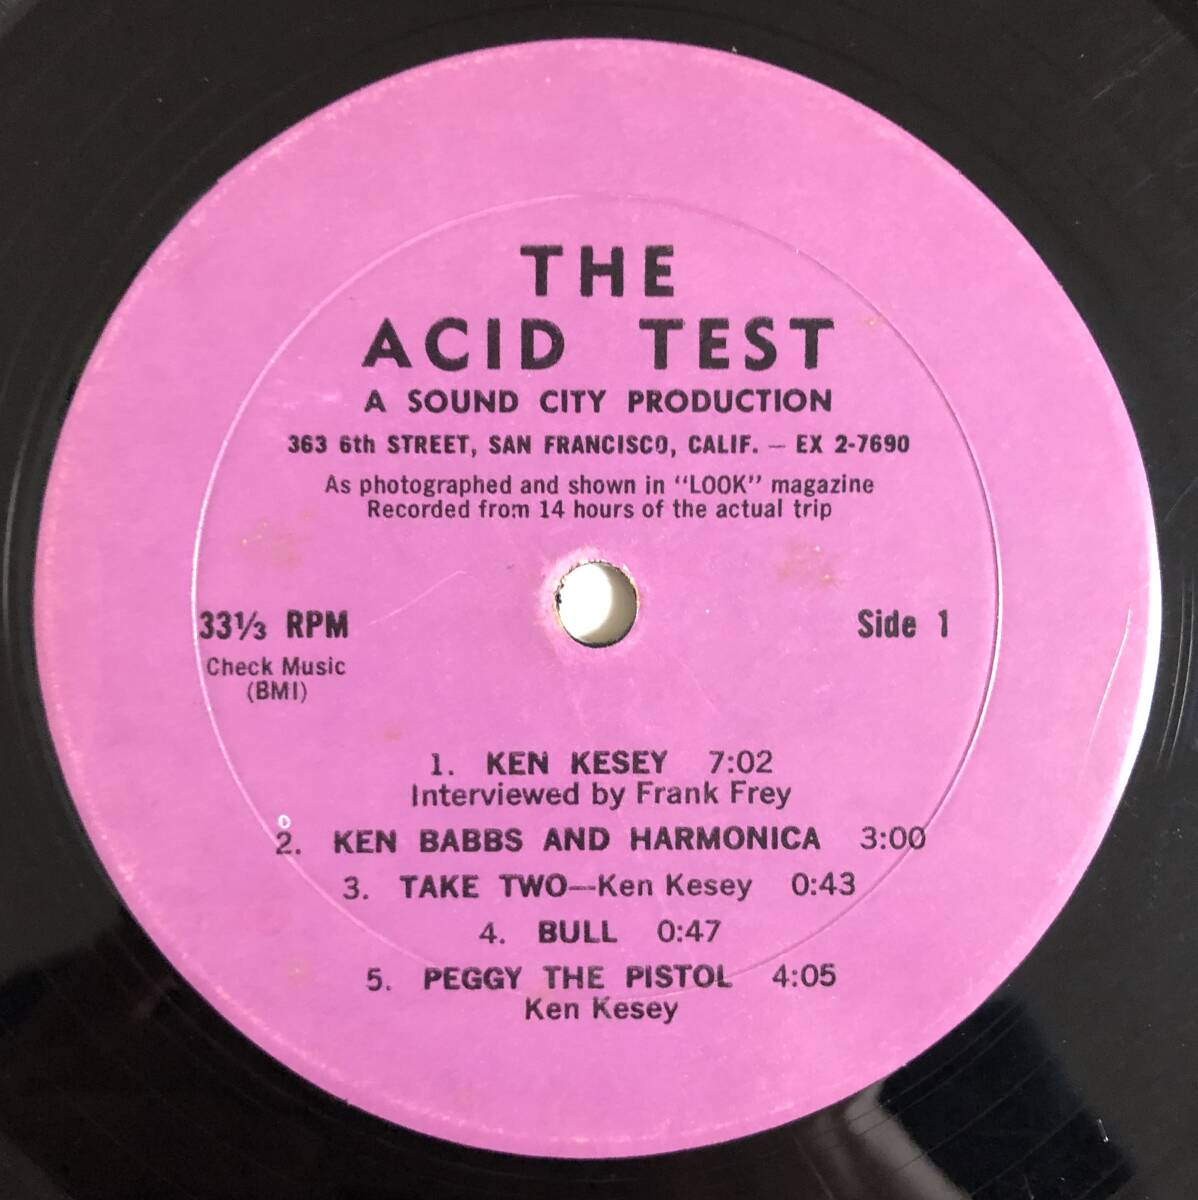 THE
ACID TEST
A SOUND CITY PRODUCTION
363 6th STREET, SAN FRANCISCO, CALIF. — EX 2-7690
As photographed and shown in "LOOK" magazine
Recorded from 14 hours of the actual trip
33⅓ RPM
Side 1
Check Music
(BMI)
1. KEN KESEY 7:02
Interviewed by Frank Frey
2. KEN BABBS AND HARMONICA 3:00
3. TAKE TWO—Ken Kesey 0:43
4. BULL 0:47
5. PEGGY THE PISTOL 4:05
Ken Kesey